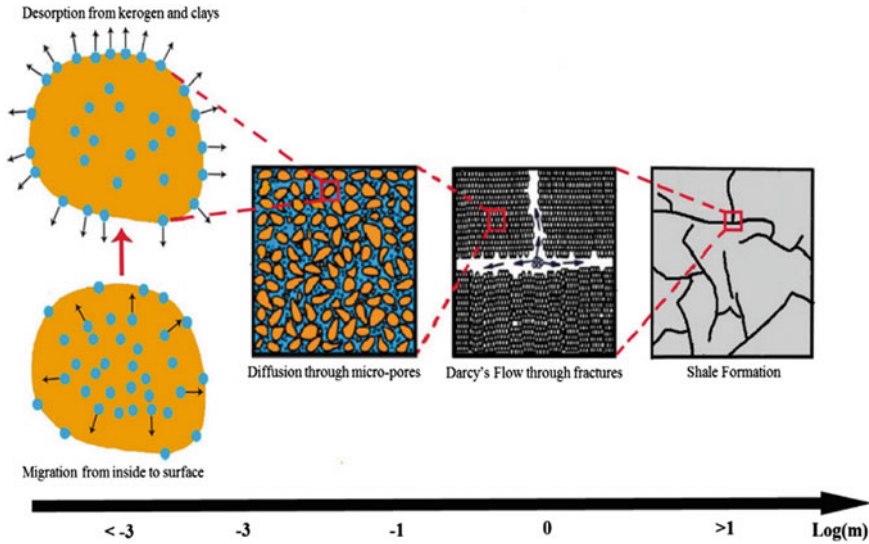 Desorption from kerogen and clays
Diffusion through micro-pores
Darcy's Flow through fractures
Shale Formation
Migration from inside to surface
< -3
-3
-1
0
>1
Log(m)